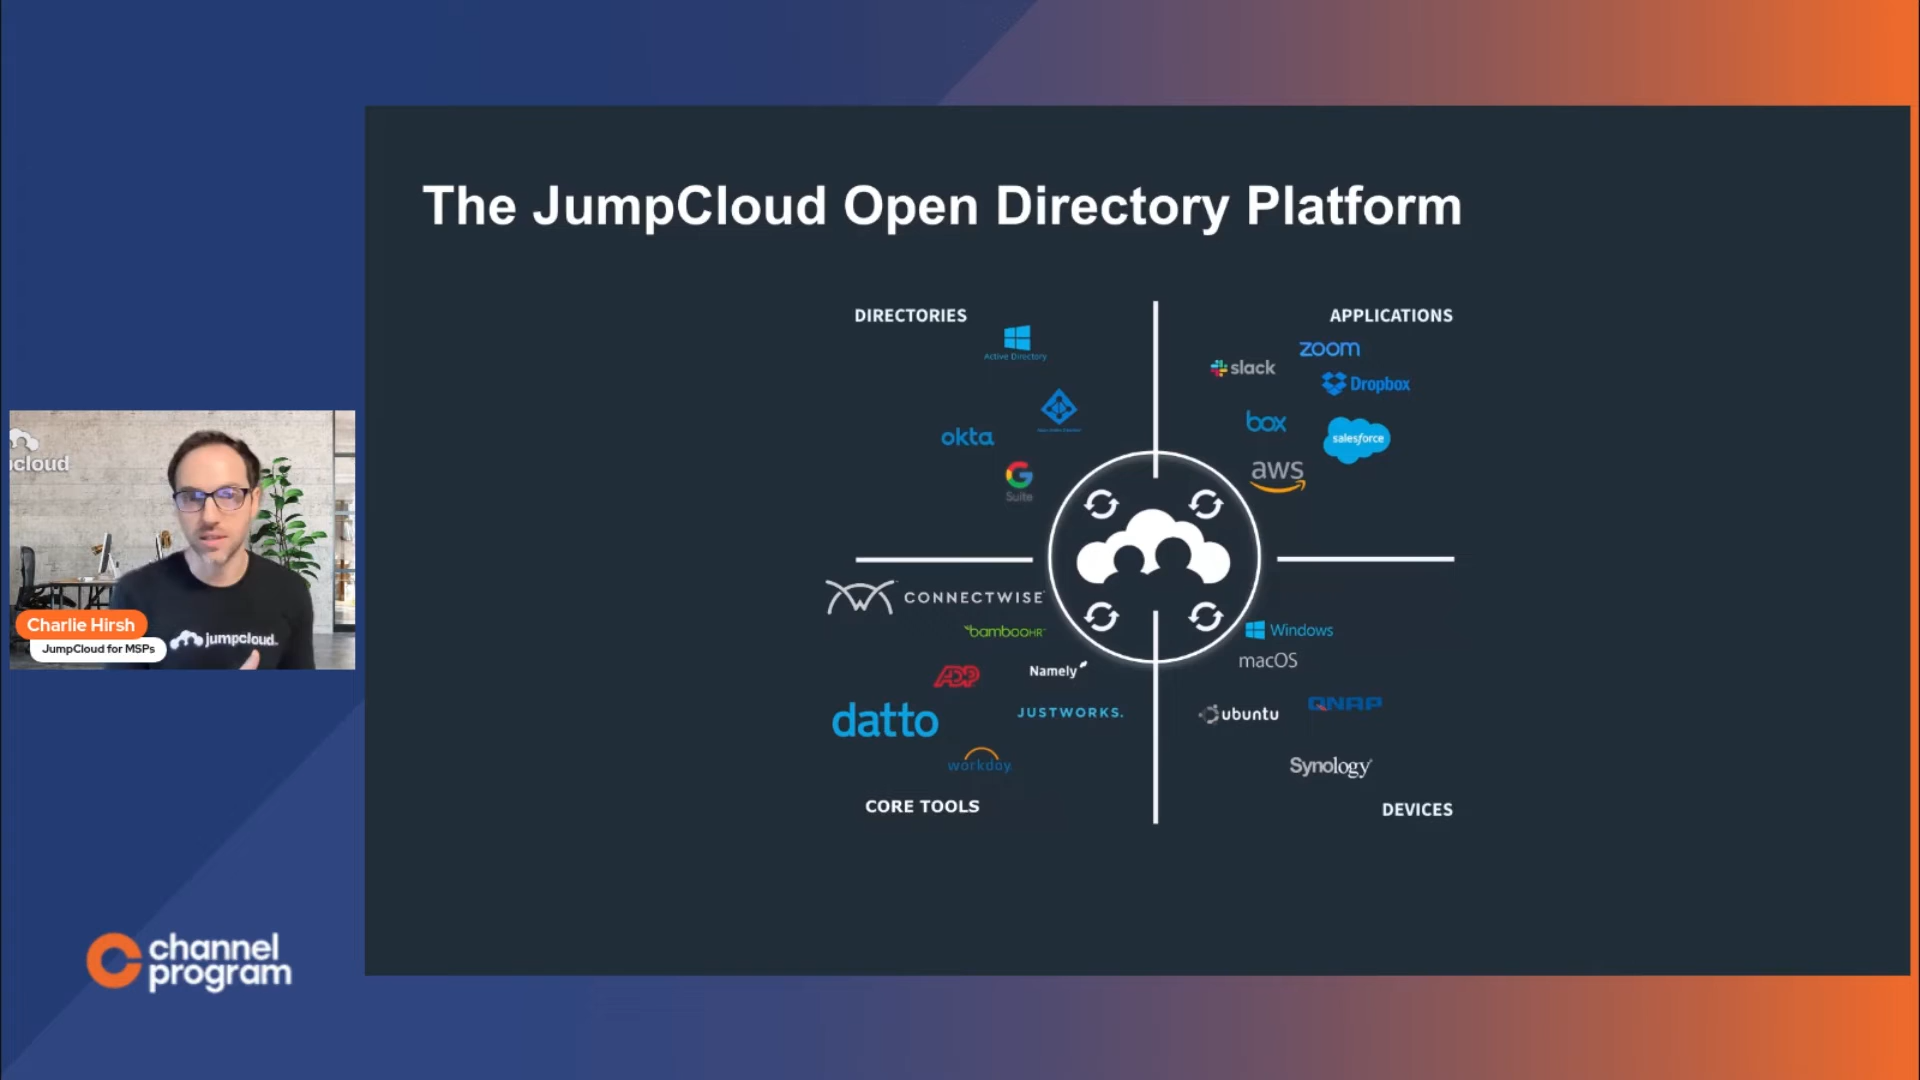 The JumpCloud Open Directory Platform
DIRECTORIES
Active Directory
okta
G
Suite
APPLICATIONS
zoom
slack
Dropbox
box
salesforce
aws
CONNECTWISE
bambooHR
ADP
Namely
datto
JUSTWORKS.
workday
CORE TOOLS
Windows
macOS
ubuntu
QNAP
Synology
DEVICES
cloud
jumpcloud
Charlie Hirsh
JumpCloud for MSPs
channel
program